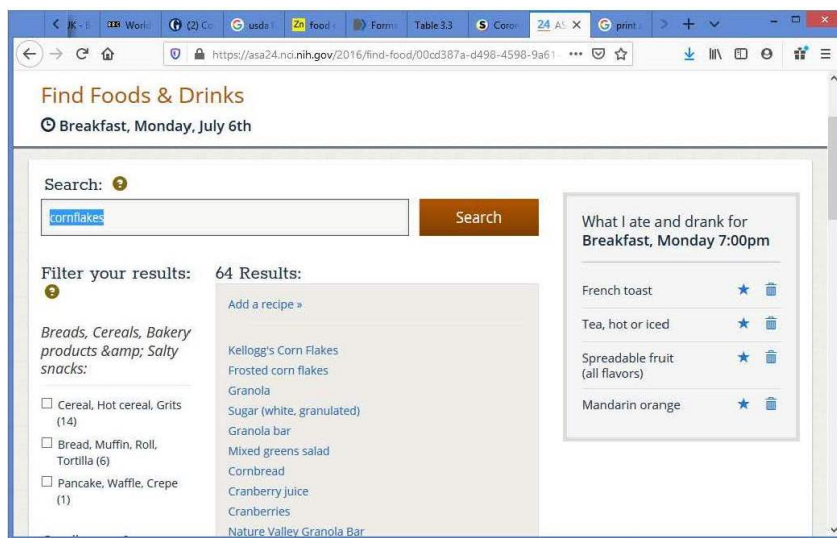 World
(2) Co
usda
food
Form
Table 3.3
Coron
24 AS
print
https://asa24.nci.nih.gov/2016/find-food/00cd387a-d498-4598-9a61
Find Foods & Drinks
Breakfast, Monday, July 6th
Search:
cornflakes
Search
Filter your results:
Breads, Cereals, Bakery
products &amp; Salty
snacks:
Cereal, Hot cereal, Grits
(14)
Bread, Muffin, Roll,
Tortilla (6)
Pancake, Waffle, Crepe
(1)
64 Results:
Add a recipe »
Kellogg's Corn Flakes
Frosted corn flakes
Granola
Sugar (white, granulated)
Granola bar
Mixed greens salad
Cornbread
Cranberry juice
Cranberries
Nature Valley Granola Bar
What I ate and drank for
Breakfast, Monday 7:00pm
French toast
Tea, hot or iced
Spreadable fruit
(all flavors)
Mandarin orange